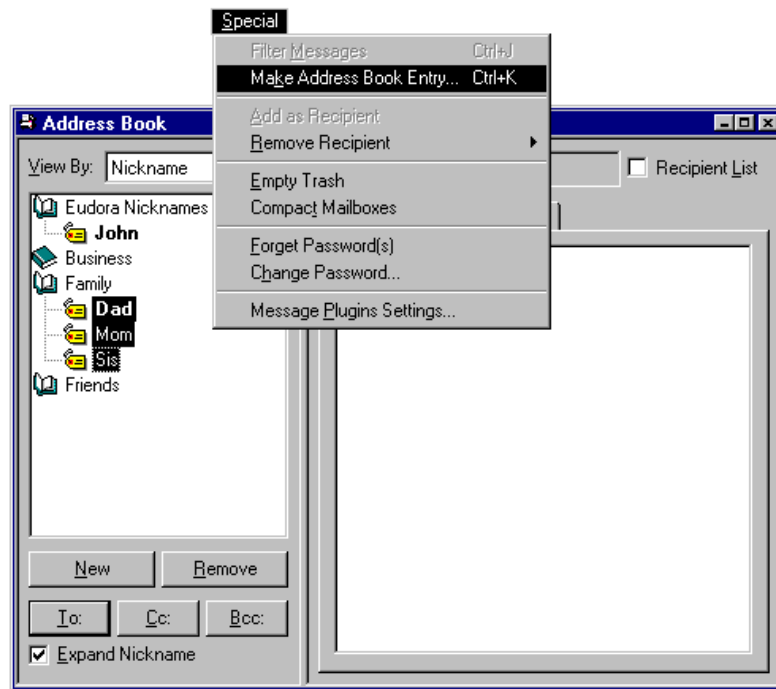 Special
Filter Messages Ctrl+J
Make Address Book Entry... Ctrl+K
Add as Recipient
Remove Recipient
Empty Trash
Compact Mailboxes
Forget Password(s)
Change Password...
Message Plugins Settings...
Address Book
View By: Nickname
Recipient List
Eudora Nicknames
John
Business
Family
Dad
Mom
Sis
Friends
New Remove
To: Cc: Bcc:
Expand Nickname